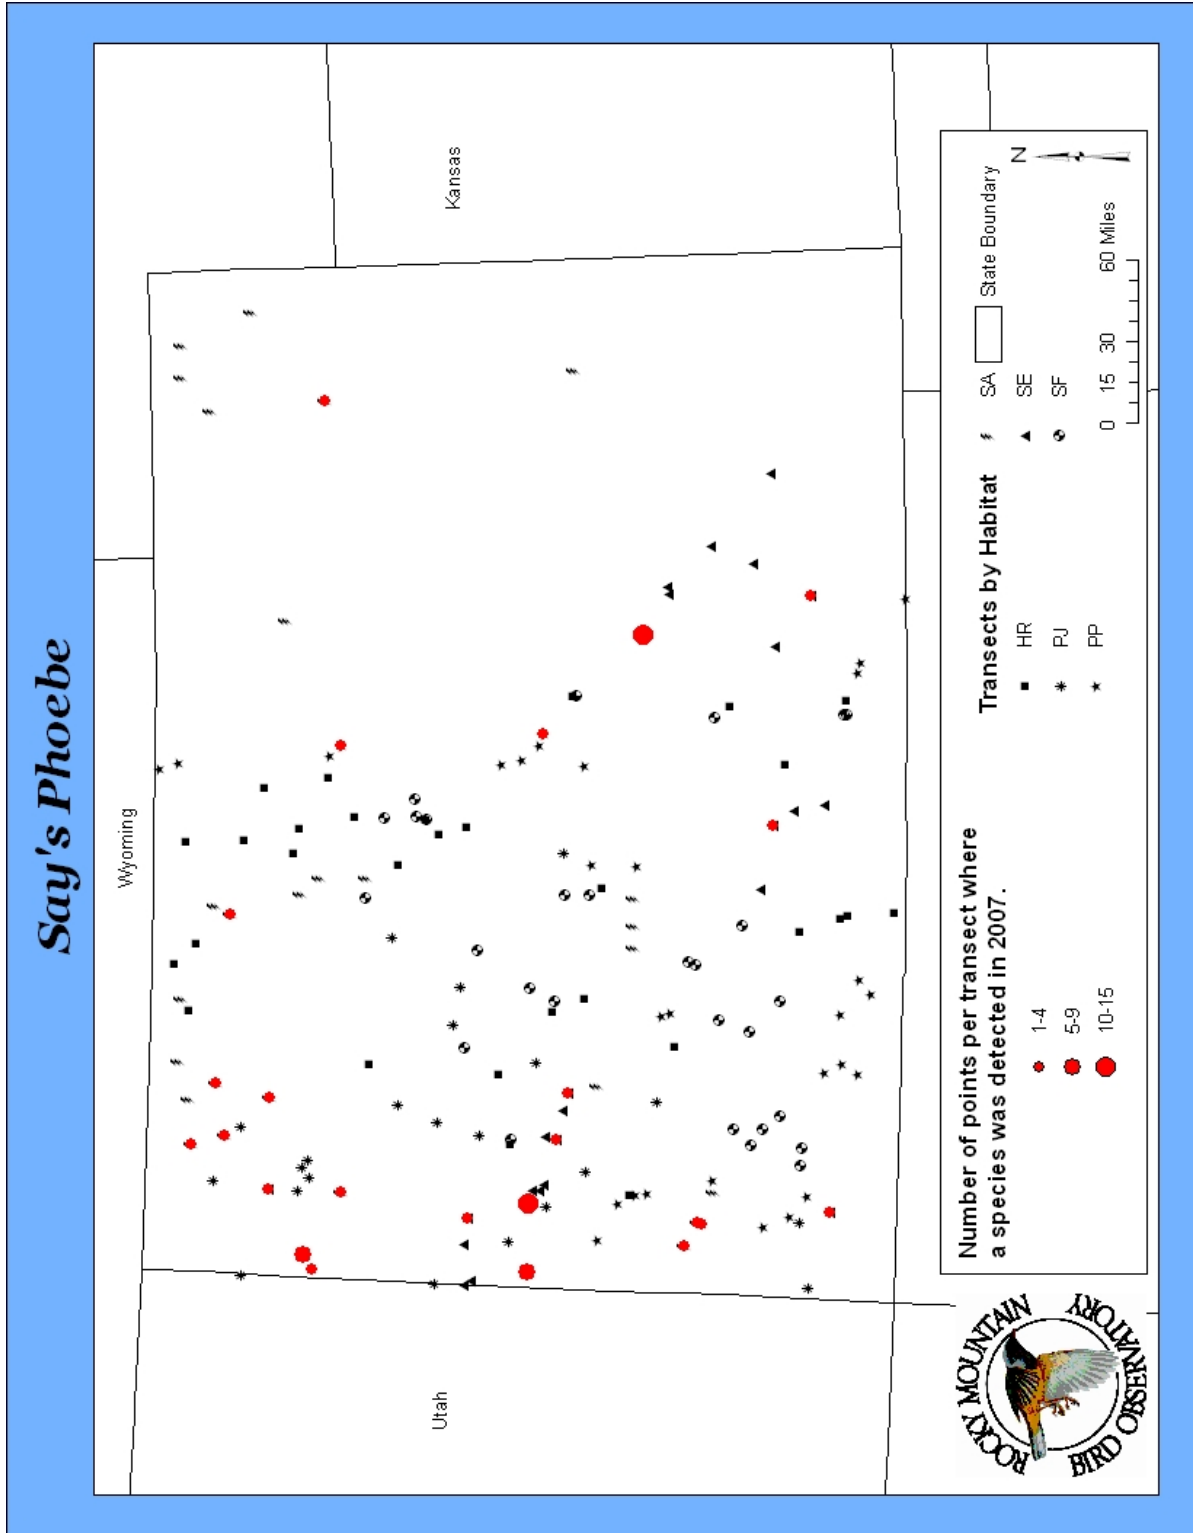 Say's Phoebe
Wyoming
Kansas
Utah
Number of points per transect where
a species was detected in 2007.
1-4
5-9
10-15
Transects by Habitat
HR
PJ
PP
SA
SE
SF
State Boundary
N
0 15 30 60 Miles
ROCKY MOUNTAIN
BIRD OBSERVATORY